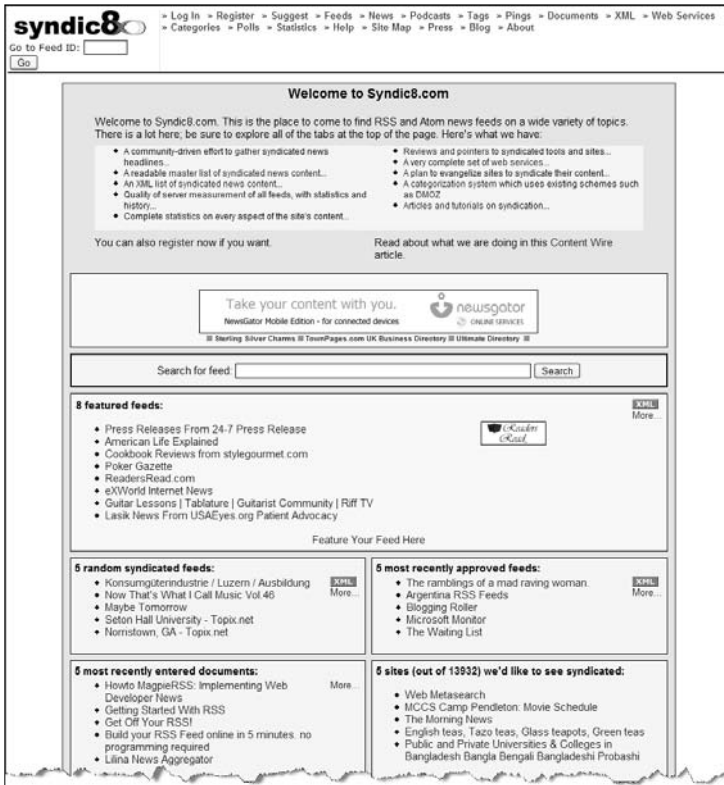 syndic8
» Log In » Register » Suggest » Feeds » News » Podcasts » Tags » Pings » Documents » XML » Web Services
» Categories » Polls » Statistics » Help » Site Map » Press » Blog » About
Go to Feed ID:
Go
Welcome to Syndic8.com
Welcome to Syndic8.com. This is the place to come to find RSS and Atom news feeds on a wide variety of topics.
There is a lot here; be sure to explore all of the tabs at the top of the page. Here's what we have:
A community-driven effort to gather syndicated news
headlines...
A readable master list of syndicated news content...
An XML list of syndicated news content...
Quality of server measurement of all feeds, with statistics and
history...
Complete statistics on every aspect of the site's content...
Reviews and pointers to syndicated tools and sites...
A very complete set of web services...
A plan to evangelize sites to syndicate their content...
A categorization system which uses existing schemes such
as DMOZ
Articles and tutorials on syndication...
You can also register now if you want.
Read about what we are doing in this Content Wire
article.
Take your content with you.
NewsGator Mobile Edition - for connected devices
newsgator
ONLINE SERVICES
Sterling Silver Charms TownPages.com UK Business Directory Ultimate Directory
Search for feed: Search
8 featured feeds:
XML
More...
Press Releases From 24-7 Press Release
American Life Explained
Cookbook Reviews from stylegourmet.com
Poker Gazette
ReadersRead.com
eXWorld Internet News
Guitar Lessons | Tablature | Guitarist Community | Riff TV
Lasik News From USAEyes.org Patient Advocacy
Readers
Read
Feature Your Feed Here
5 random syndicated feeds:
XML
More...
Konsumgüterindustrie / Luzern / Ausbildung
Now That's What I Call Music Vol.46
Maybe Tomorrow
Seton Hall University - Topix.net
Norristown, GA - Topix.net
5 most recently approved feeds:
XML
More...
The ramblings of a mad raving woman.
Argentina RSS Feeds
Blogging Roller
Microsoft Monitor
The Waiting List
5 most recently entered documents:
More...
Howto MagpieRSS: Implementing Web
Developer News
Getting Started With RSS
Get Off Your RSS!
Build your RSS Feed online in 5 minutes. no
programming required
Lilina News Aggregator
5 sites (out of 13932) we'd like to see syndicated:
Web Metasearch
MCCS Camp Pendleton: Movie Schedule
The Morning News
English teas, Tazo teas, Glass teapots, Green teas
Public and Private Universities & Colleges in
Bangladesh Bangla Bengali Bangladeshi Probashi